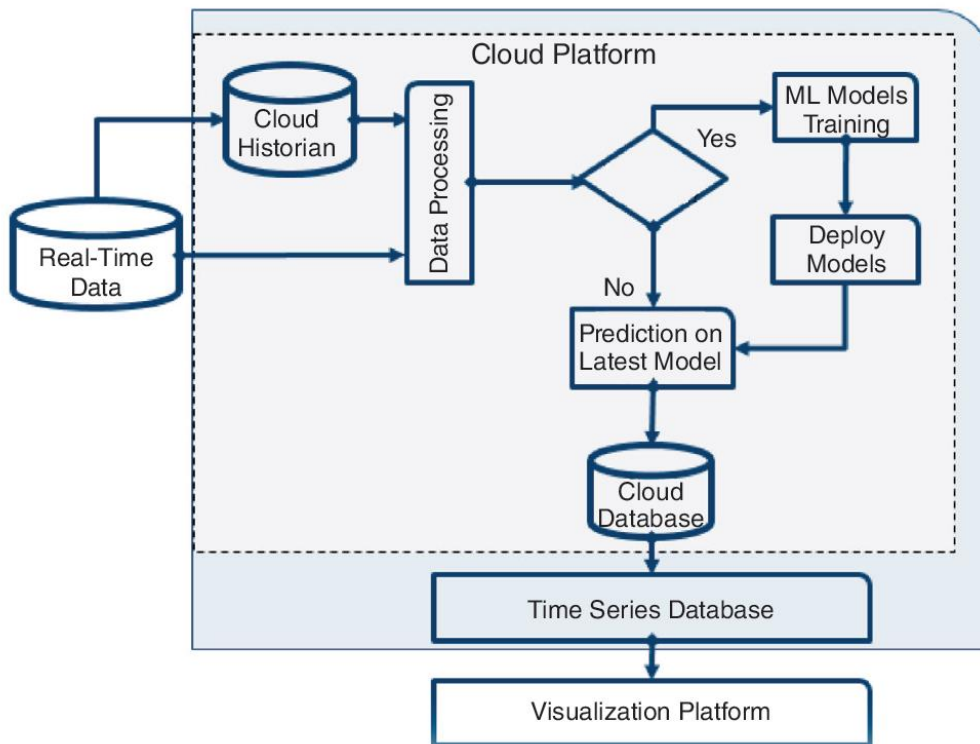 Cloud Platform
Cloud
Historian
Data Processing
Yes
ML Models
Training
Real-Time
Data
Deploy
Models
No
Prediction on
Latest Model
Cloud
Database
Time Series Database
Visualization Platform